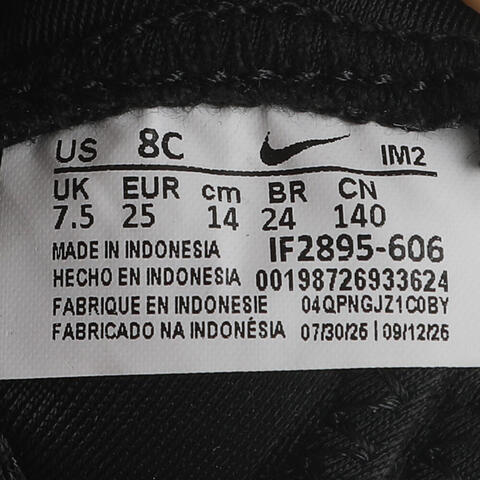 US 8C IM2
UK EUR cm BR CN
7.5 25 14 24 140
MADE IN INDONESIA IF2895-606
HECHO EN INDONESIA 00198726933624
FABRIQUE EN INDONESIE 04QPNGJZ1C0BY
FABRICADO NA INDONÉSIA 07/30/25 | 09/12/25